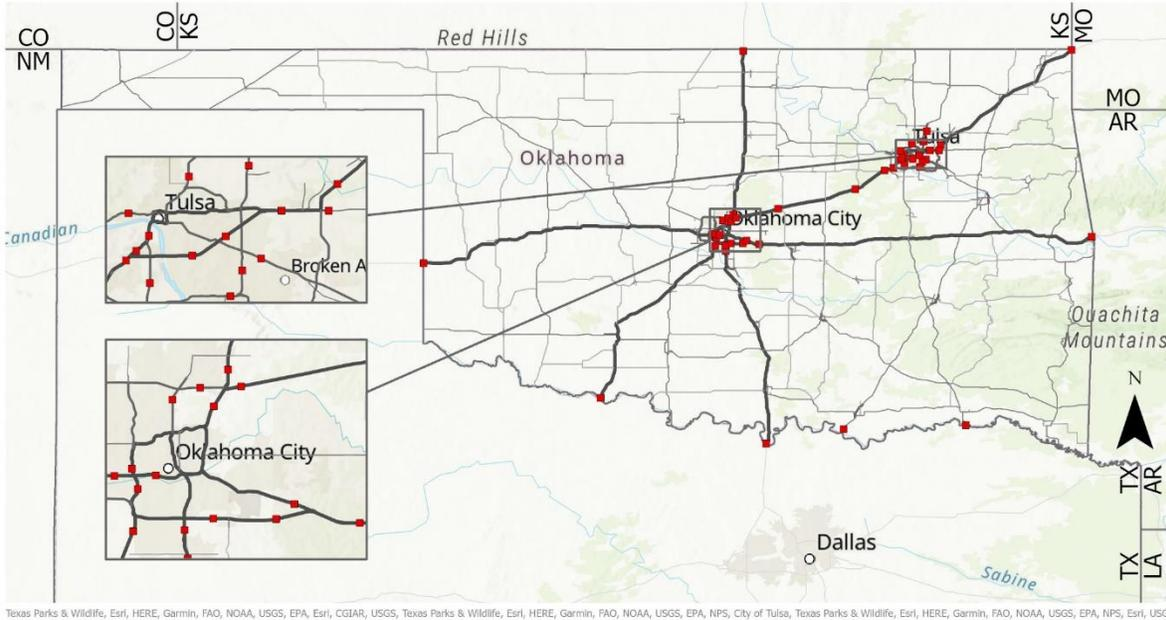 CO
KS
KS
MO
CO
NM
Red Hills
MO
AR
Tulsa
Oklahoma
Tulsa
Oklahoma City
Canadian
Broken A
Ouachita
Mountains
N
Oklahoma City
TX
AR
Dallas
TX
LA
Sabine
Texas Parks & Wildlife, Esri, HERE, Garmin, FAO, NOAA, USGS, EPA, Esri, CGIAR, USGS, Texas Parks & Wildlife, Esri, HERE, Garmin, FAO, NOAA, USGS, EPA, NPS, City of Tulsa, Texas Parks & Wildlife, Esri, HERE, Garmin, FAO, NOAA, USGS, EPA, NPS, Esri, USG